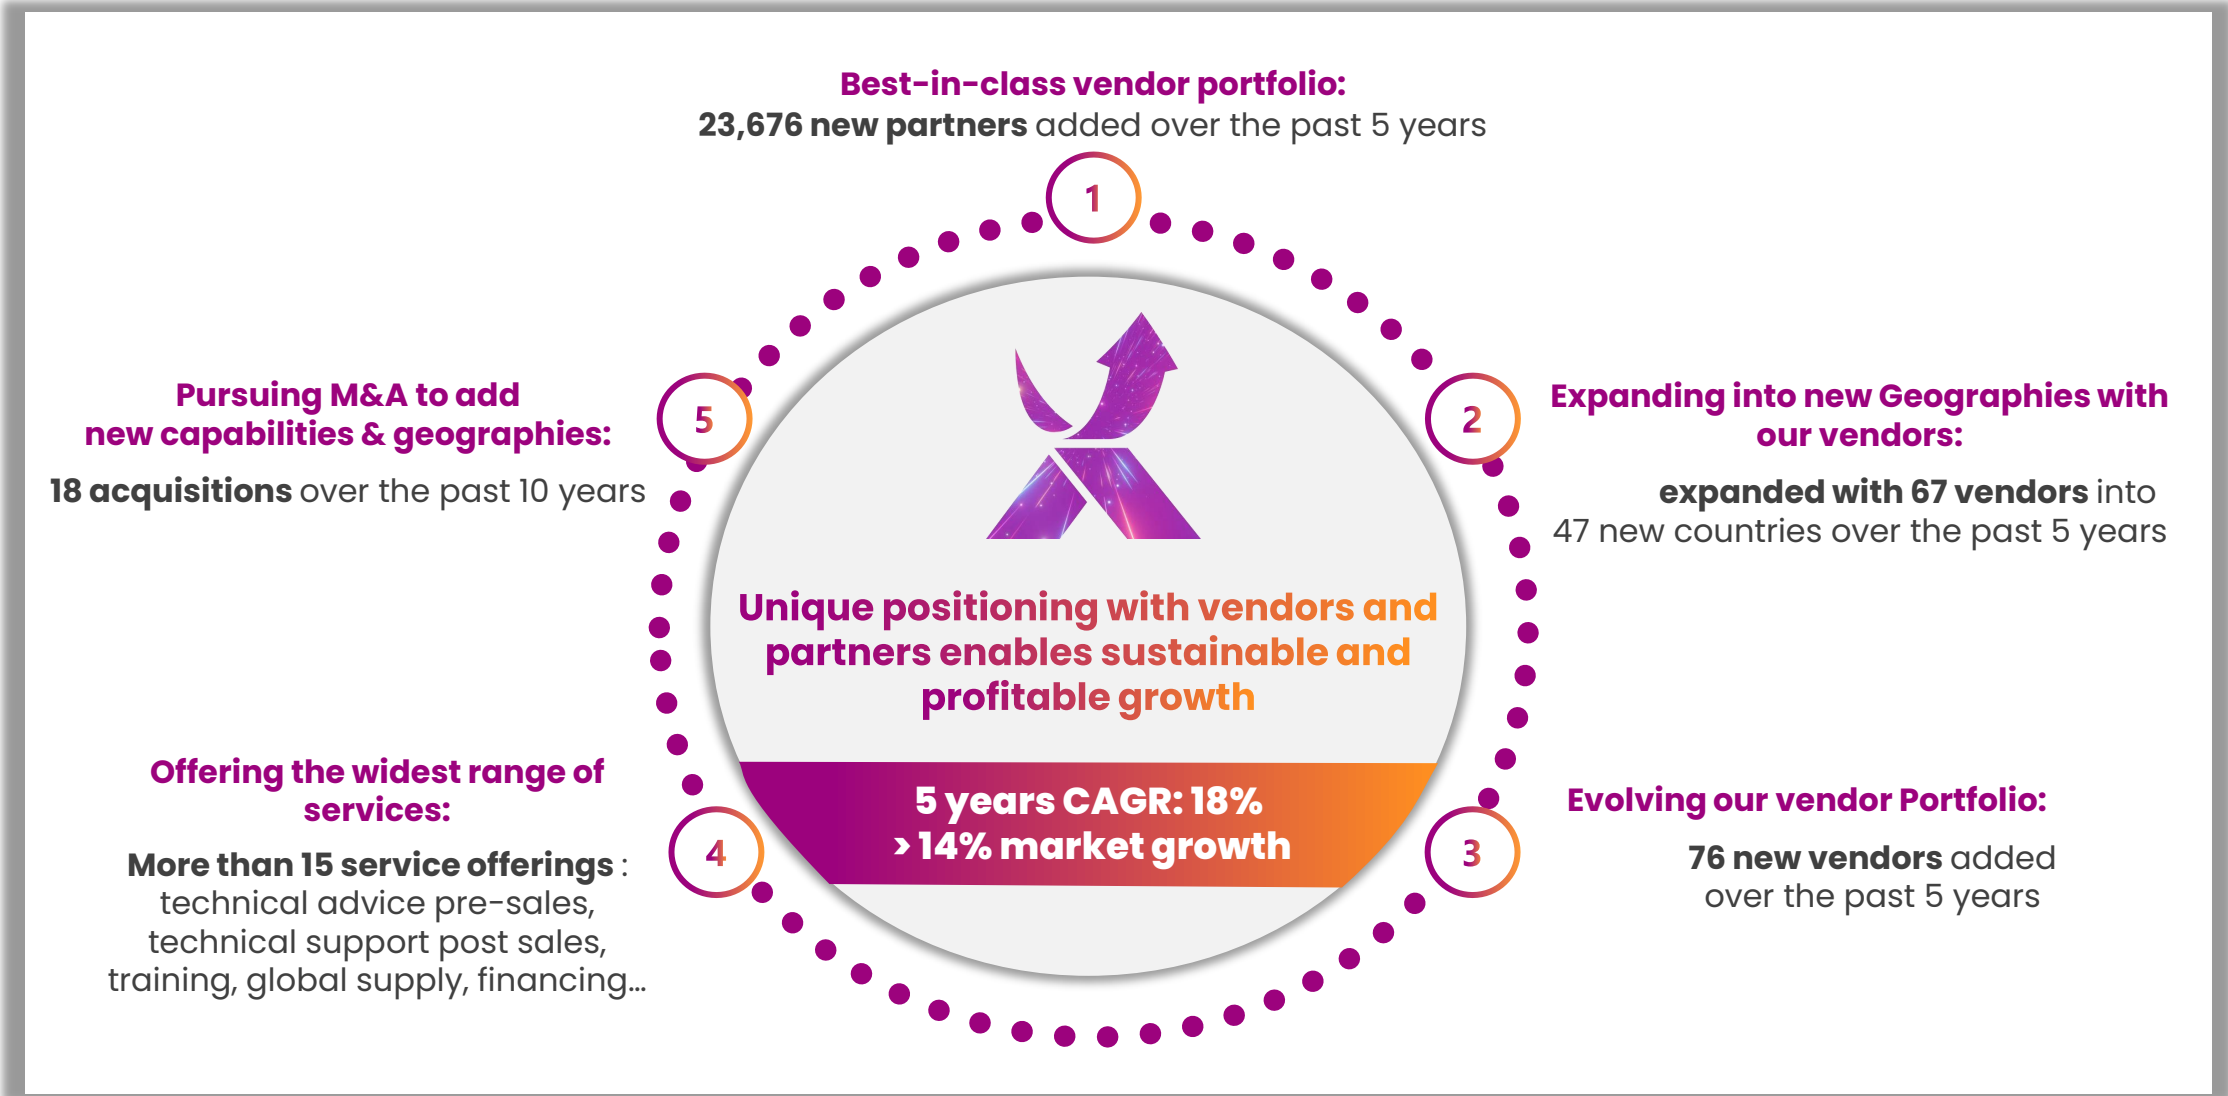 Best-in-class vendor portfolio:
23,676 new partners added over the past 5 years
1
2
Expanding into new Geographies with
our vendors:
expanded with 67 vendors into
47 new countries over the past 5 years
3
Evolving our vendor Portfolio:
76 new vendors added
over the past 5 years
4
Offering the widest range of
services:
More than 15 service offerings :
technical advice pre-sales,
technical support post sales,
training, global supply, financing...
5
Pursuing M&A to add
new capabilities & geographies:
18 acquisitions over the past 10 years
Unique positioning with vendors and
partners enables sustainable and
profitable growth
5 years CAGR: 18%
> 14% market growth